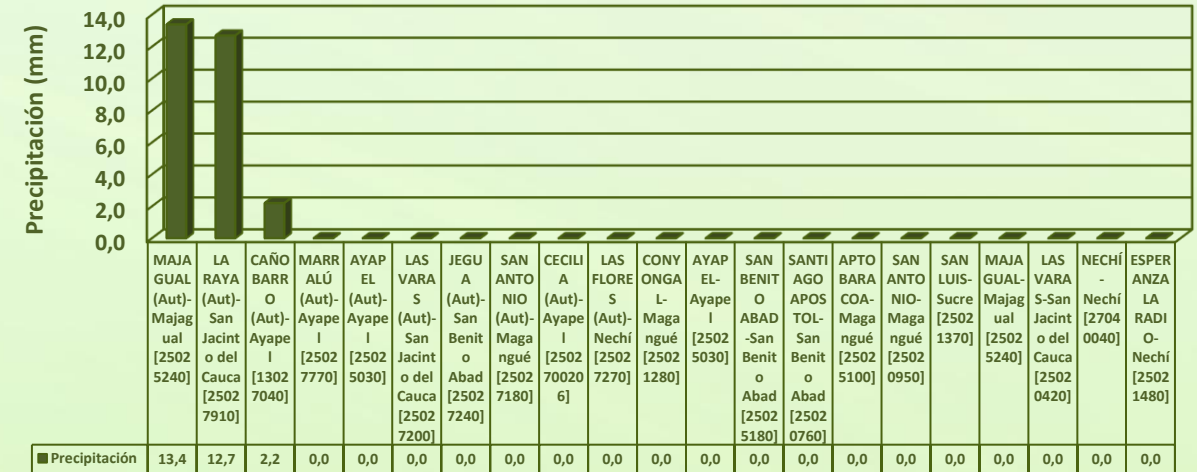 Precipitación (mm)
14,0
12,0
10,0
8,0
6,0
4,0
2,0
0,0
MAJA
GUAL
(Aut)-
Majag
ual
[2502
5240]
LA
RAYA
(Aut)-
San
Jacint
o del
Cauca
[2502
7910]
CAÑO
BARR
O
(Aut)-
Ayape
l
[1302
7040]
MARR
ALÚ
(Aut)-
Ayape
l
[2502
7770]
AYAP
EL
(Aut)-
Ayape
l
[2502
5030]
LAS
VARA
S
(Aut)-
San
Jacint
o del
Cauca
[2502
7200]
JEGU
A
(Aut)-
San
Benit
o
Abad
[2502
7240]
SAN
ANTO
NIO
(Aut)-
Maga
ngué
[2502
7180]
CECILI
A
(Aut)-
Ayape
l
[2502
70020
6]
LAS
FLORE
S
(Aut)-
Nechí
[2502
7270]
CONY
ONGA
L-
Maga
ngué
[2502
1280]
AYAP
EL-
Ayape
l
[2502
5030]
SAN
BENIT
O
ABAD
-San
Benit
o
Abad
[2502
5180]
SANTI
AGO
APOS
TOL-
San
Benit
o
Abad
[2502
0760]
APTO
BARA
COA-
Maga
ngué
[2502
5100]
SAN
ANTO
NIO-
Maga
ngué
[2502
0950]
SAN
LUIS-
Sucre
[2502
1370]
MAJA
GUAL-
Majag
ual
[2502
5240]
LAS
VARA
S-San
Jacint
o del
Cauca
[2502
0420]
NECHÍ
-
Nechí
[2704
0040]
ESPER
ANZA
LA
RADI
O-
Nechí
[2502
1480]
Precipitación 13,4 12,7 2,2 0,0 0,0 0,0 0,0 0,0 0,0 0,0 0,0 0,0 0,0 0,0 0,0 0,0 0,0 0,0 0,0 0,0 0,0